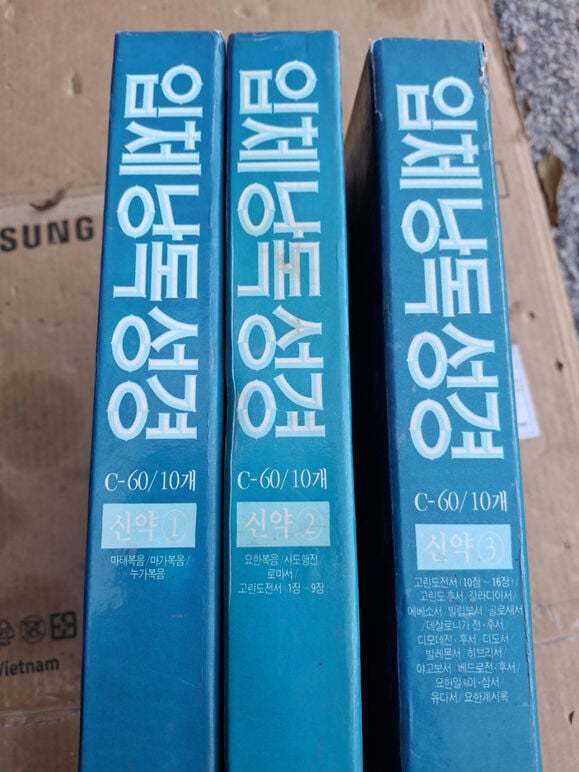 입체낭독성경
C-60/10개
신약①
마태복음/마가복음/
누가복음
입체낭독성경
C-60/10개
신약②
요한복음/사도행전
로마서
고린도전서 1장~9장
입체낭독성경
C-60/10개
신약③
고린도전서(10장~16장)
고린도후서/갈라디아서
에베소서 빌립보서 골로새서
데살로니가 전·후서
디모데전·후서 디도서
빌레몬서 히브리서
야고보서 베드로전·후서
요한일·이·삼서
유다서/요한계시록
SUNG
Vietnam